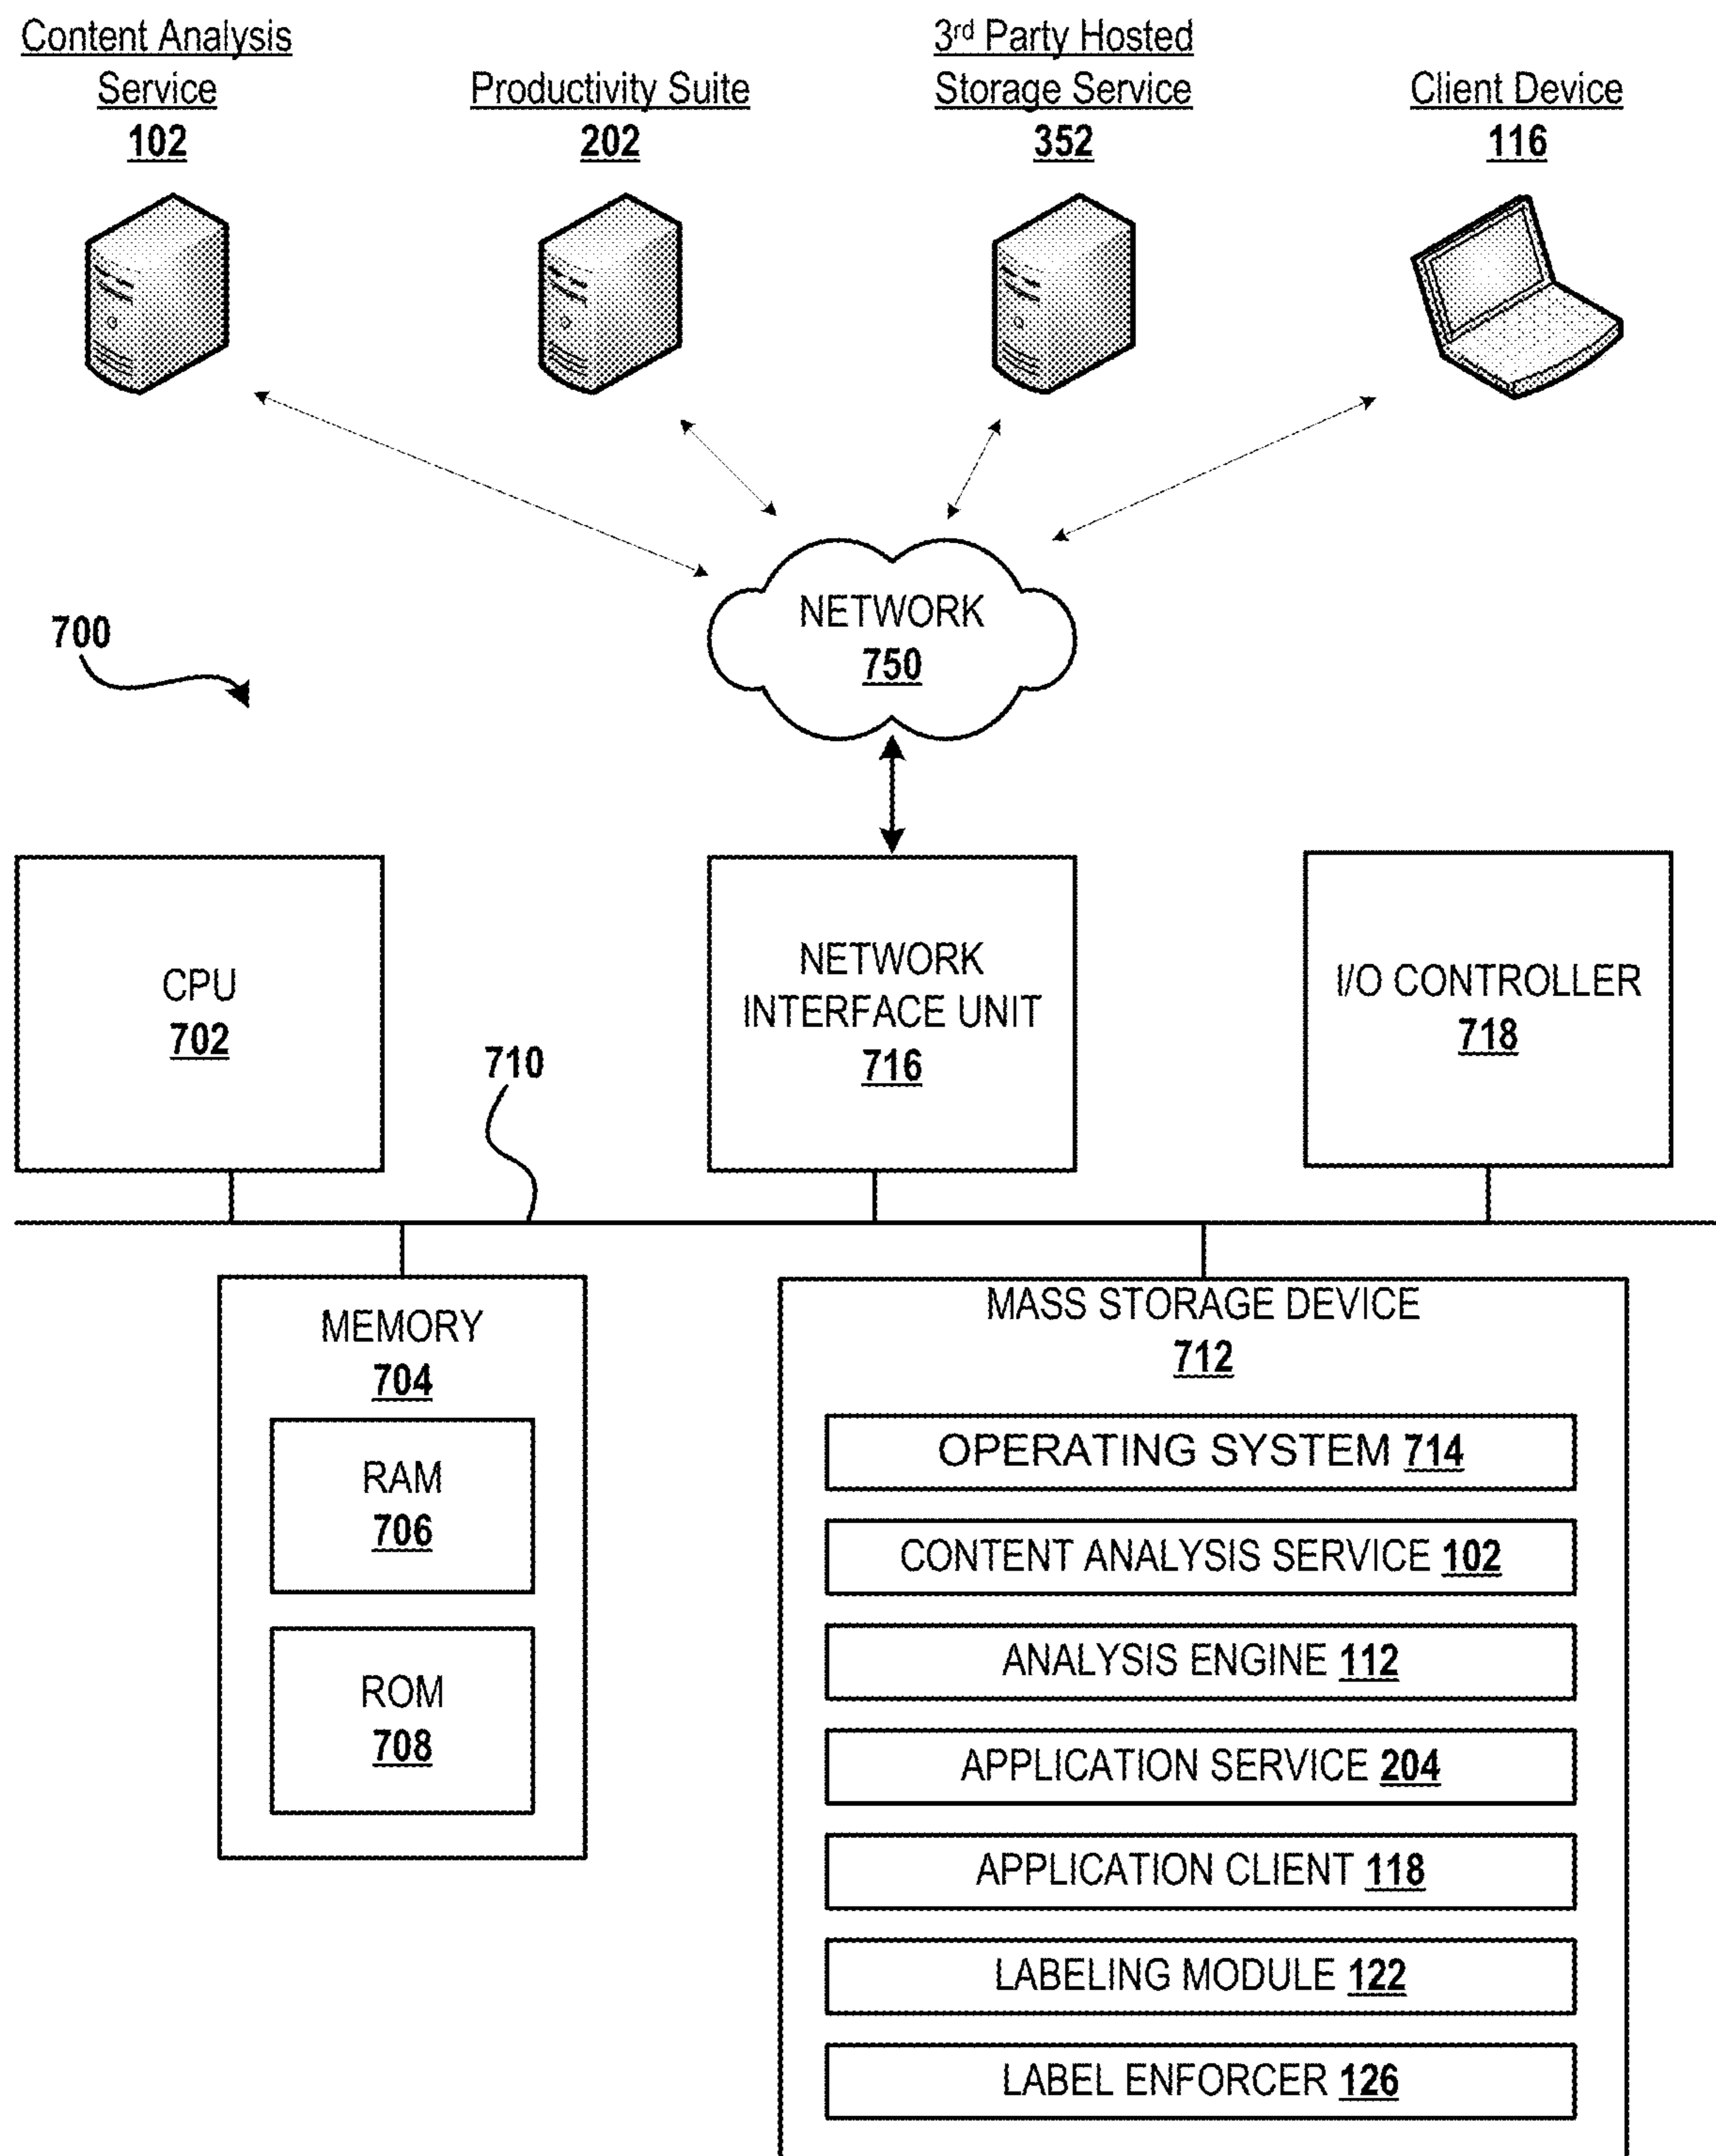 Content Analysis
Service
102
Productivity Suite
202
3rd Party Hosted
Storage Service
352
Client Device
116
NETWORK
750
700
CPU
702
NETWORK
INTERFACE UNIT
716
I/O CONTROLLER
718
710
MEMORY
704
RAM
706
ROM
708
MASS STORAGE DEVICE
712
OPERATING SYSTEM 714
CONTENT ANALYSIS SERVICE 102
ANALYSIS ENGINE 112
APPLICATION SERVICE 204
APPLICATION CLIENT 118
LABELING MODULE 122
LABEL ENFORCER 126